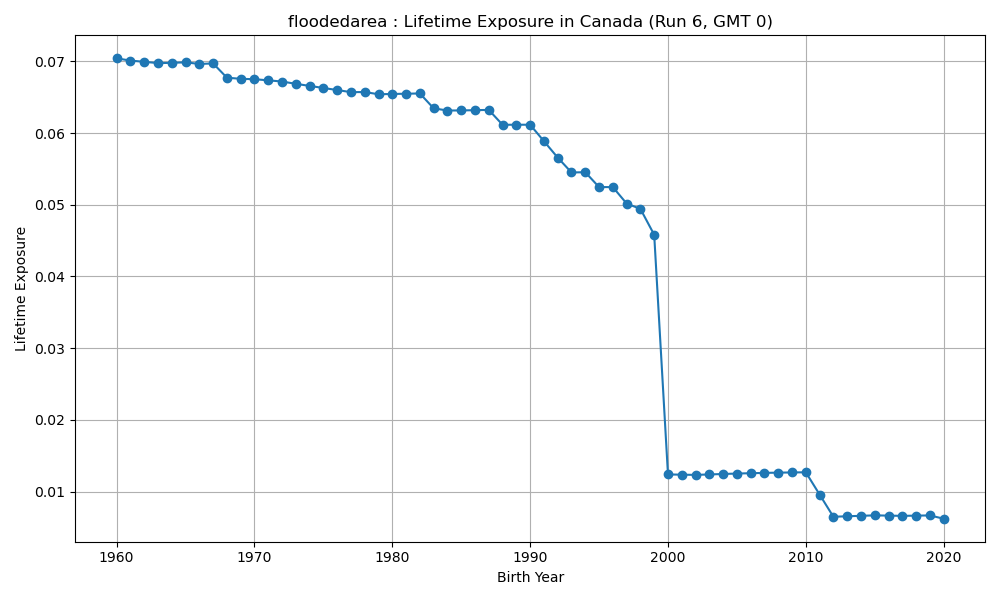 floodedarea : Lifetime Exposure in Canada (Run 6, GMT 0)
0.07
0.06
0.05
0.04
0.03
0.02
0.01
Lifetime Exposure
1960 1970 1980 1990 2000 2010 2020
Birth Year